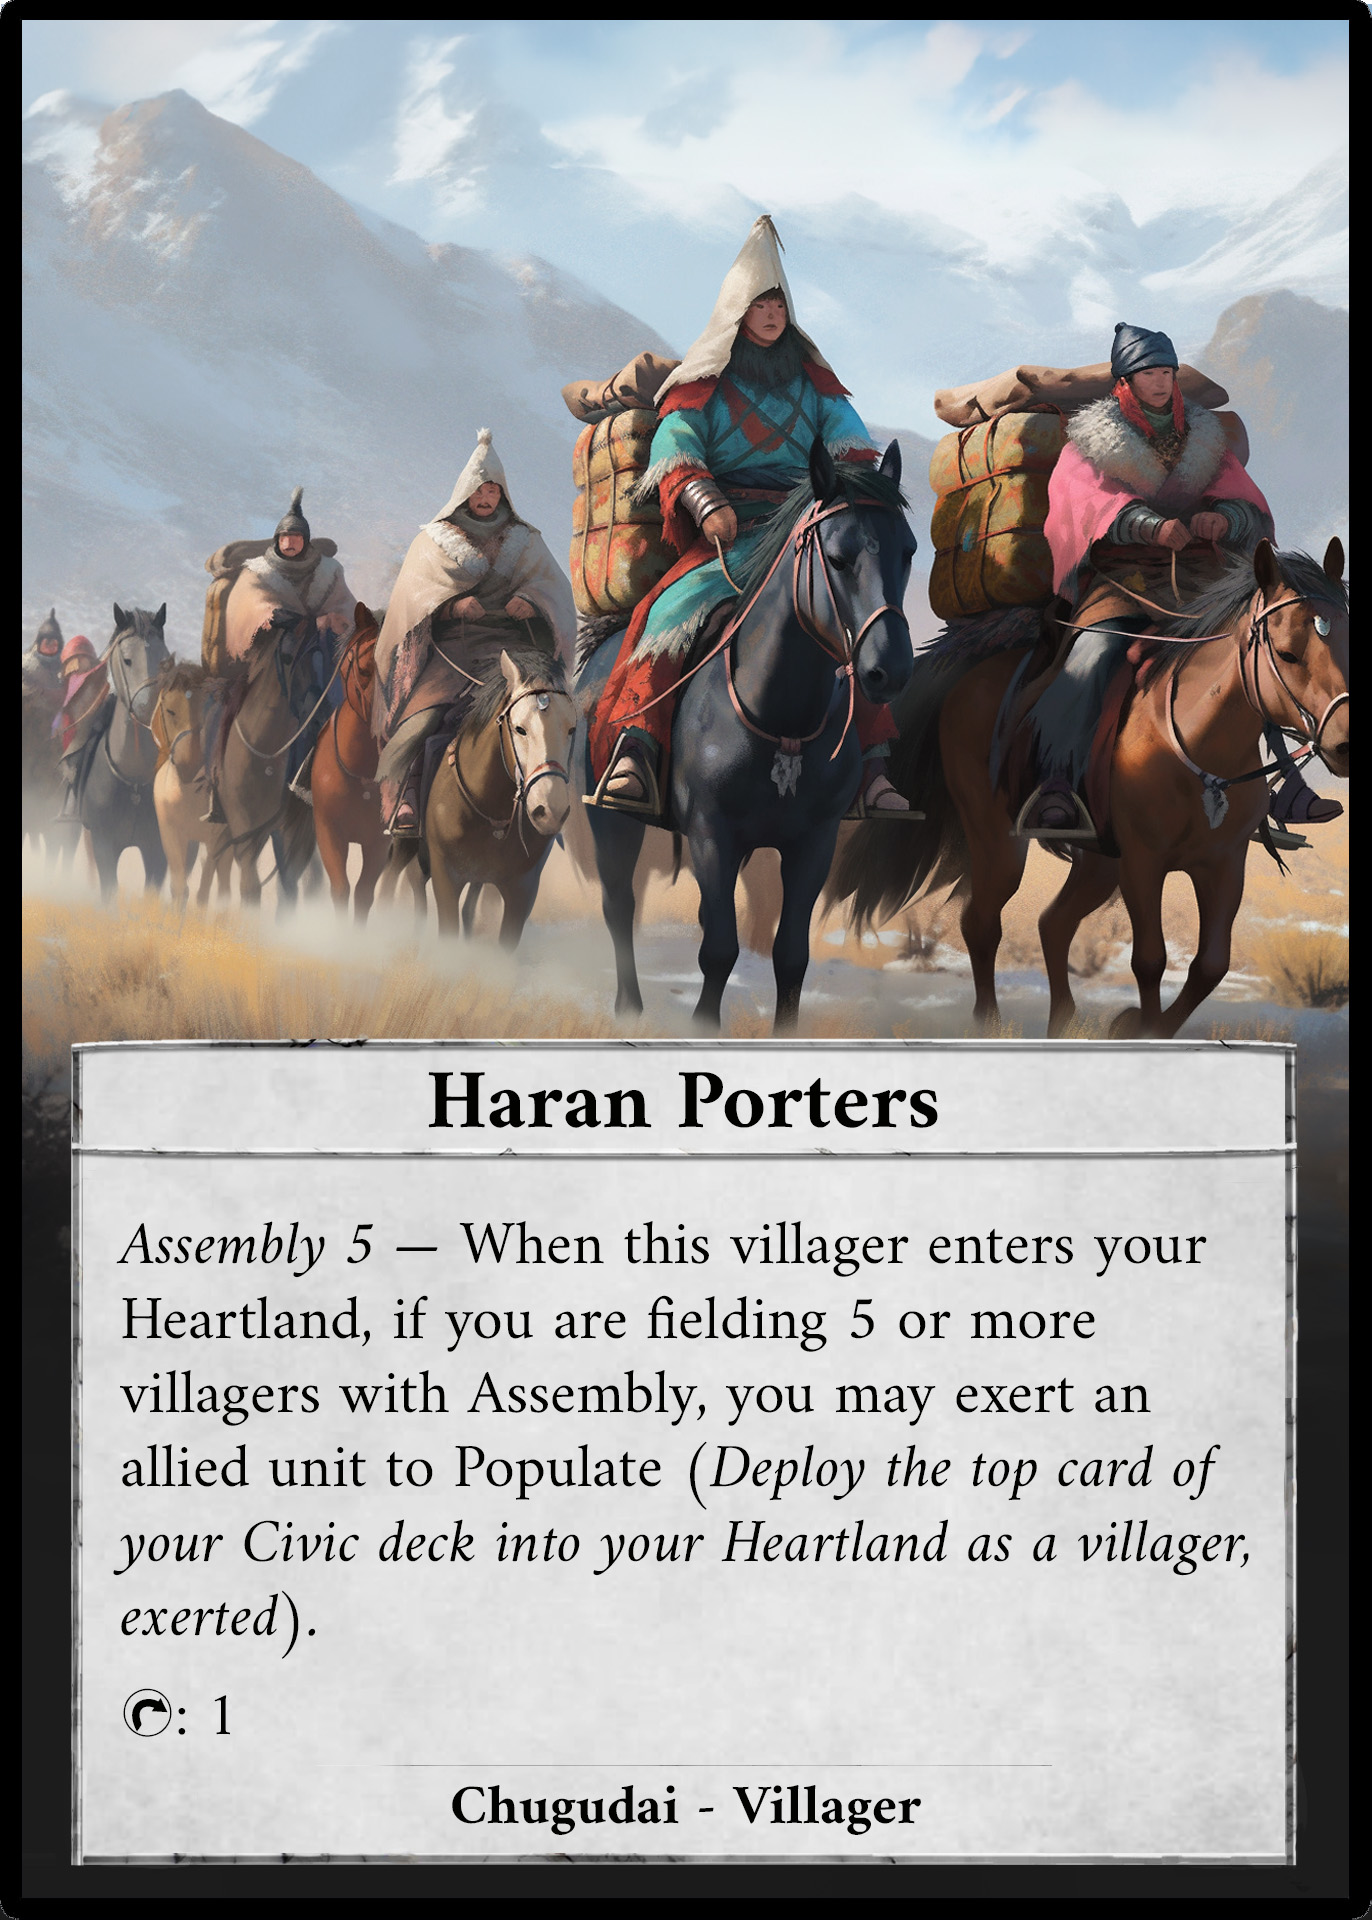 Haran Porters
Assembly 5 — When this villager enters your
Heartland, if you are fielding 5 or more
villagers with Assembly, you may exert an
allied unit to Populate (Deploy the top card of
your Civic deck into your Heartland as a villager,
exerted).
: 1
Chugudai - Villager